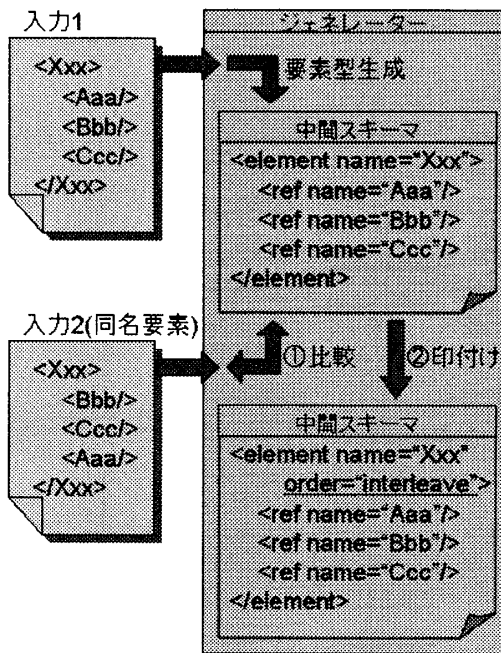 入力1
<Xxx>
<Aaa/>
<Bbb/>
<Ccc/>
</Xxx>
ジェネレーター
要素型生成
中間スキーマ
<element name="Xxx">
<ref name="Aaa"/>
<ref name="Bbb"/>
<ref name="Ccc"/>
</element>
入力2(同名要素)
<Xxx>
<Bbb/>
<Ccc/>
<Aaa/>
</Xxx>
①比較
②印付け
中間スキーマ
<element name="Xxx"
order="interleave">
<ref name="Aaa"/>
<ref name="Bbb"/>
<ref name="Ccc"/>
</element>